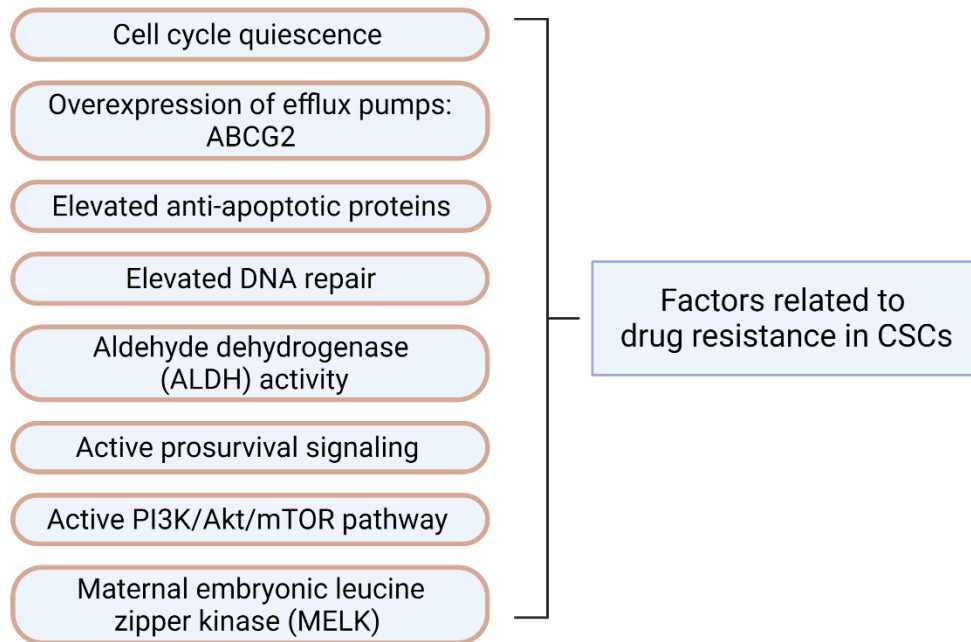 Cell cycle quiescence
Overexpression of efflux pumps:
ABCG2
Elevated anti-apoptotic proteins
Elevated DNA repair
Aldehyde dehydrogenase
(ALDH) activity
Active prosurvival signaling
Active PI3K/Akt/mTOR pathway
Maternal embryonic leucine
zipper kinase (MELK)
Factors related to
drug resistance in CSCs